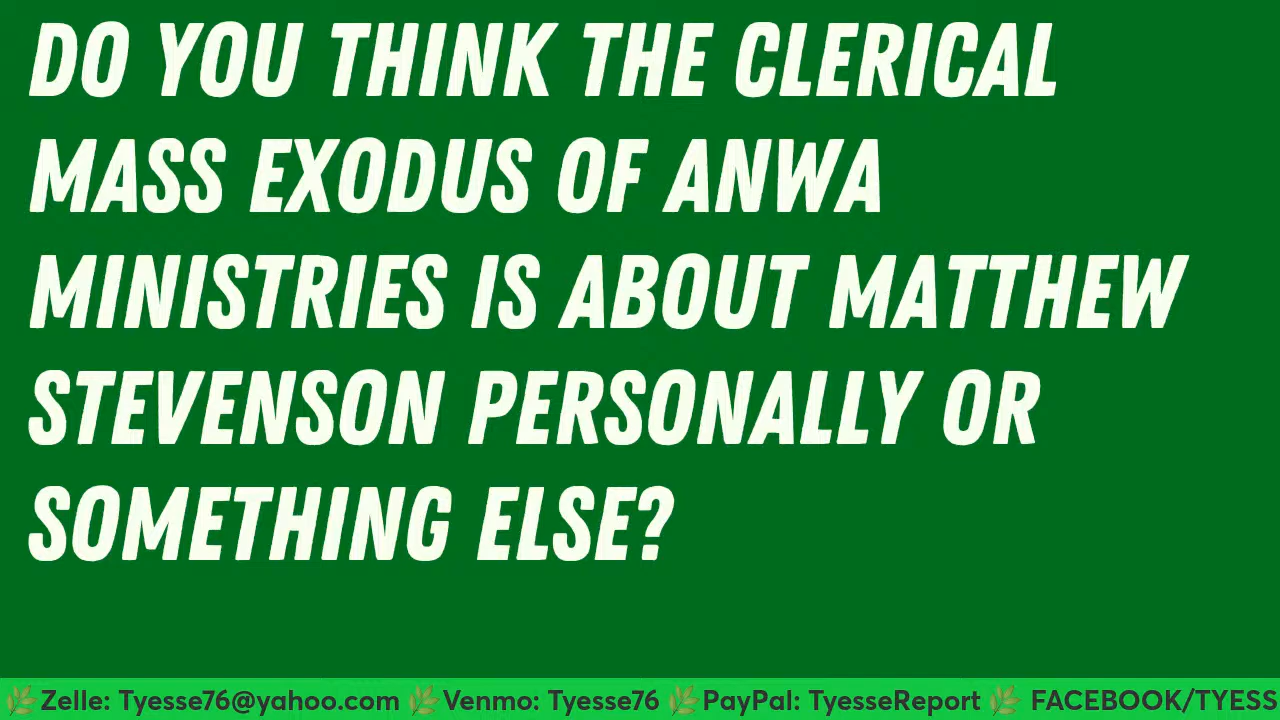 DO YOU THINK THE CLERICAL
MASS EXODUS OF ANWA
MINISTRIES IS ABOUT MATTHEW
STEVENSON PERSONALLY OR
SOMETHING ELSE?
🌿Zelle: Tyesse76@yahoo.com 🌿Venmo: Tyesse76 🌿PayPal: TyesseReport 🌿 FACEBOOK/TYESS